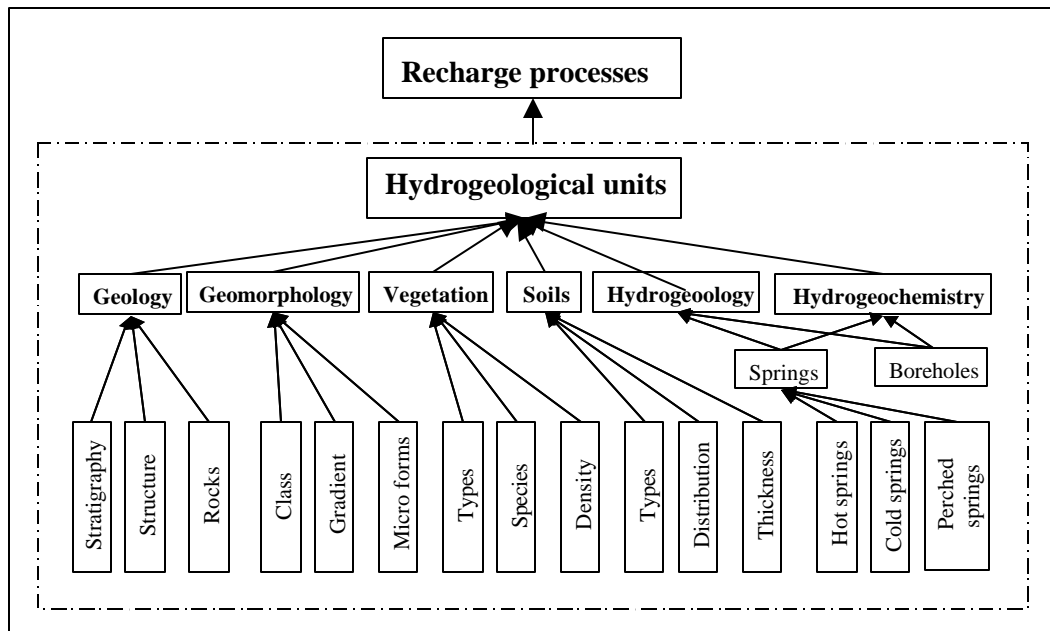 Recharge processes
Hydrogeological units
Geology
Geomorphology
Vegetation
Soils
Hydrogeoology
Hydrogeochemistry
Springs
Boreholes
Stratigraphy
Structure
Rocks
Class
Gradient
Micro forms
Types
Species
Density
Types
Distribution
Thickness
Hot springs
Cold springs
Perched
springs